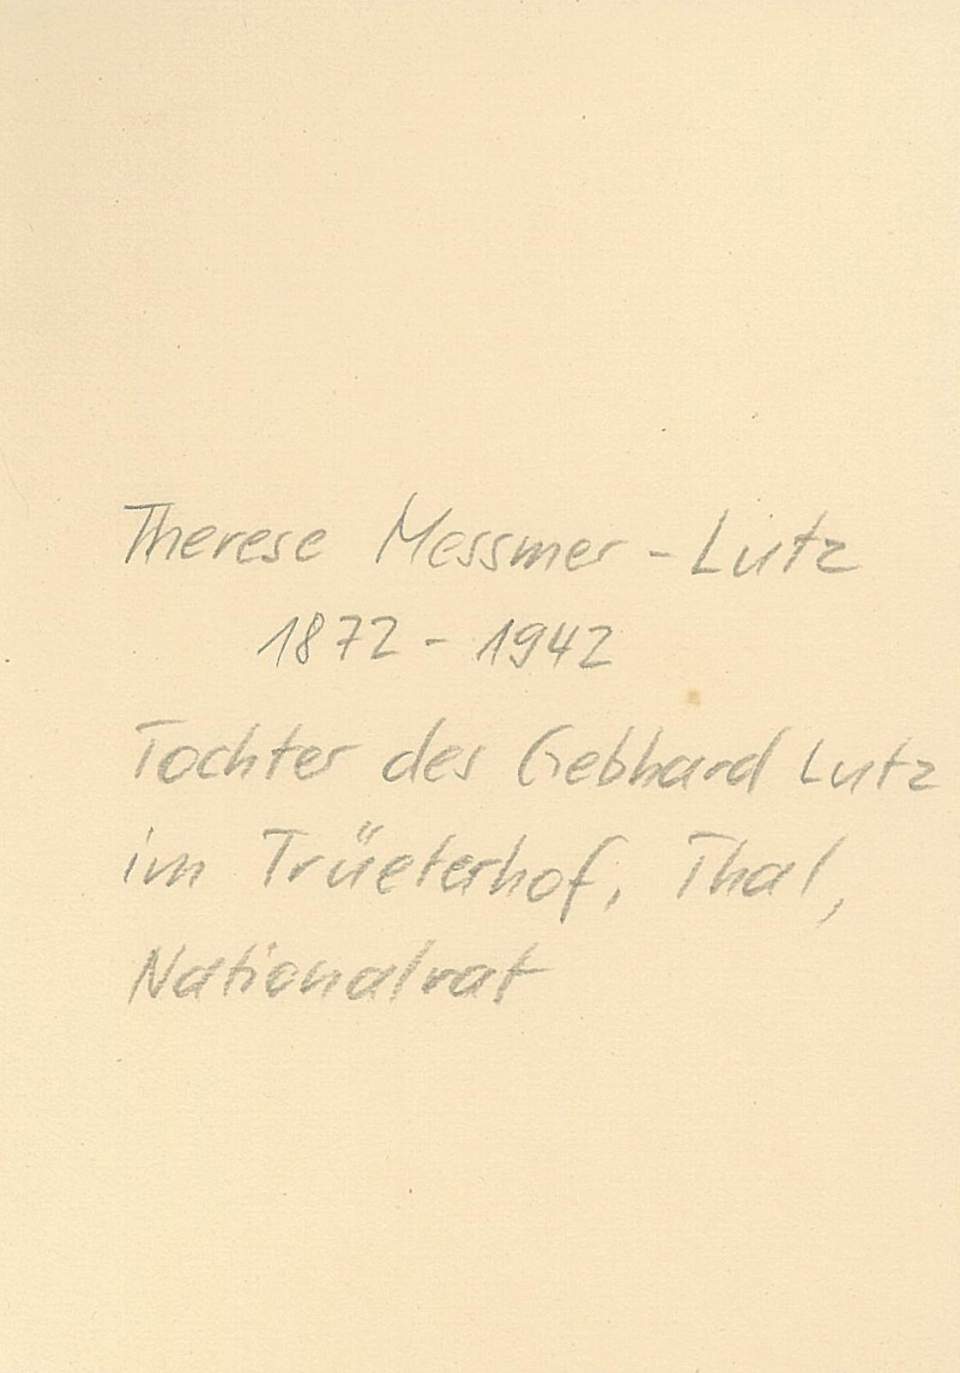 Therese Messmer - Lutz
1872 - 1942
Tochter des Gebhard Lutz
im Trüeterhof, Thal,
Nationalrat